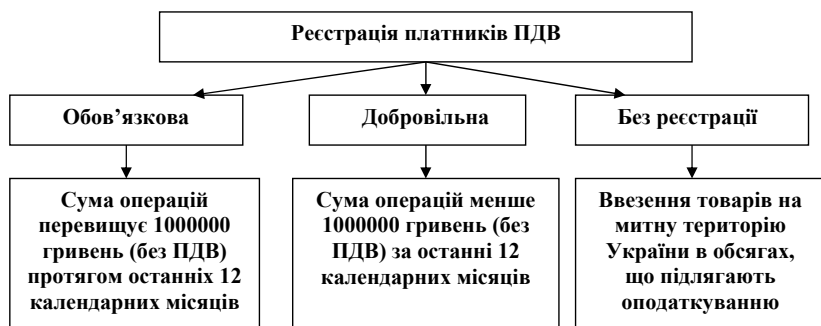 Реєстрація платників ПДВ
Обов’язкова
Добровільна
Без реєстрації
Сума операцій
перевищує 1000000
гривень (без ПДВ)
протягом останніх 12
календарних місяців
Сума операцій менше
1000000 гривень (без
ПДВ) за останні 12
календарних місяців
Ввезення товарів на
митну територію
України в обсягах,
що підлягають
оподаткуванню